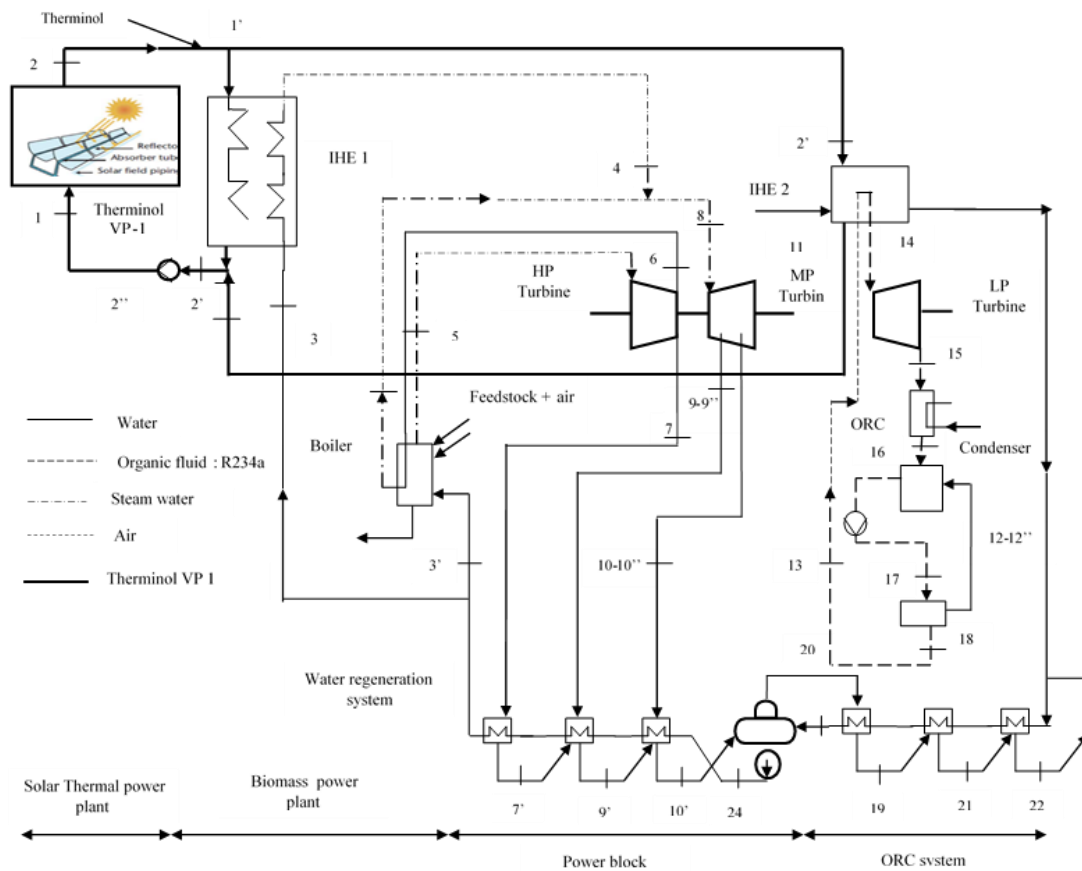 Therminol
1'
2
Reflecto
Absorber tub
Solar field piping
IHE 1
2'
4
IHE 2
1
Therminol
VP-1
8
11
14
6
HP
Turbine
MP
Turbin
LP
Turbine
2''
2'
3
5
15
9-9''
Feedstock + air
7
ORC
Water
Boiler
Condenser
16
Organic fluid : R234a
Steam water
12-12''
Air
3'
10-10''
13
17
Therminol VP 1
18
20
Water regeneration
system
7'
9'
10'
24
19
21
22
Solar Thermal power
plant
Biomass power
plant
Power block
ORC system